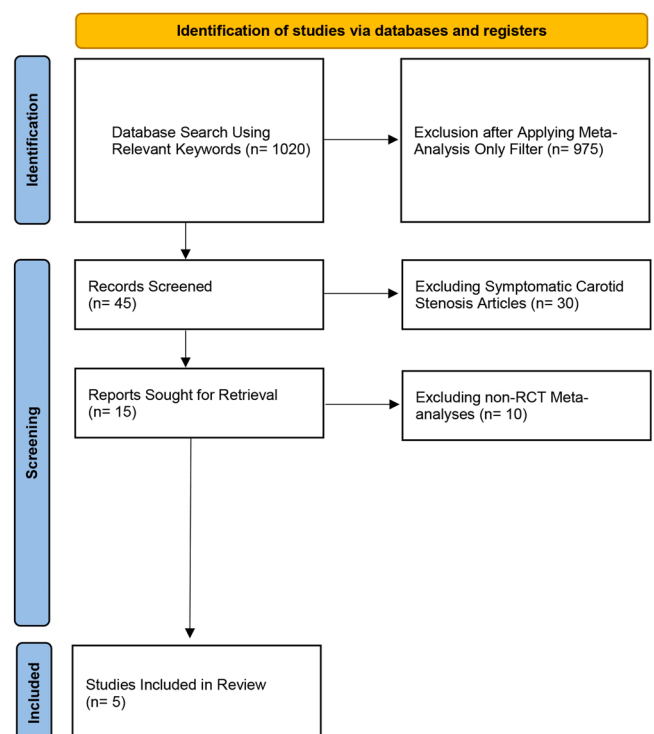 Identification of studies via databases and registers
Identification
Database Search Using
Relevant Keywords (n= 1020)
Exclusion after Applying Meta-
Analysis Only Filter (n= 975)
Screening
Records Screened
(n= 45)
Excluding Symptomatic Carotid
Stenosis Articles (n= 30)
Reports Sought for Retrieval
(n= 15)
Excluding non-RCT Meta-
analyses (n= 10)
Included
Studies Included in Review
(n= 5)